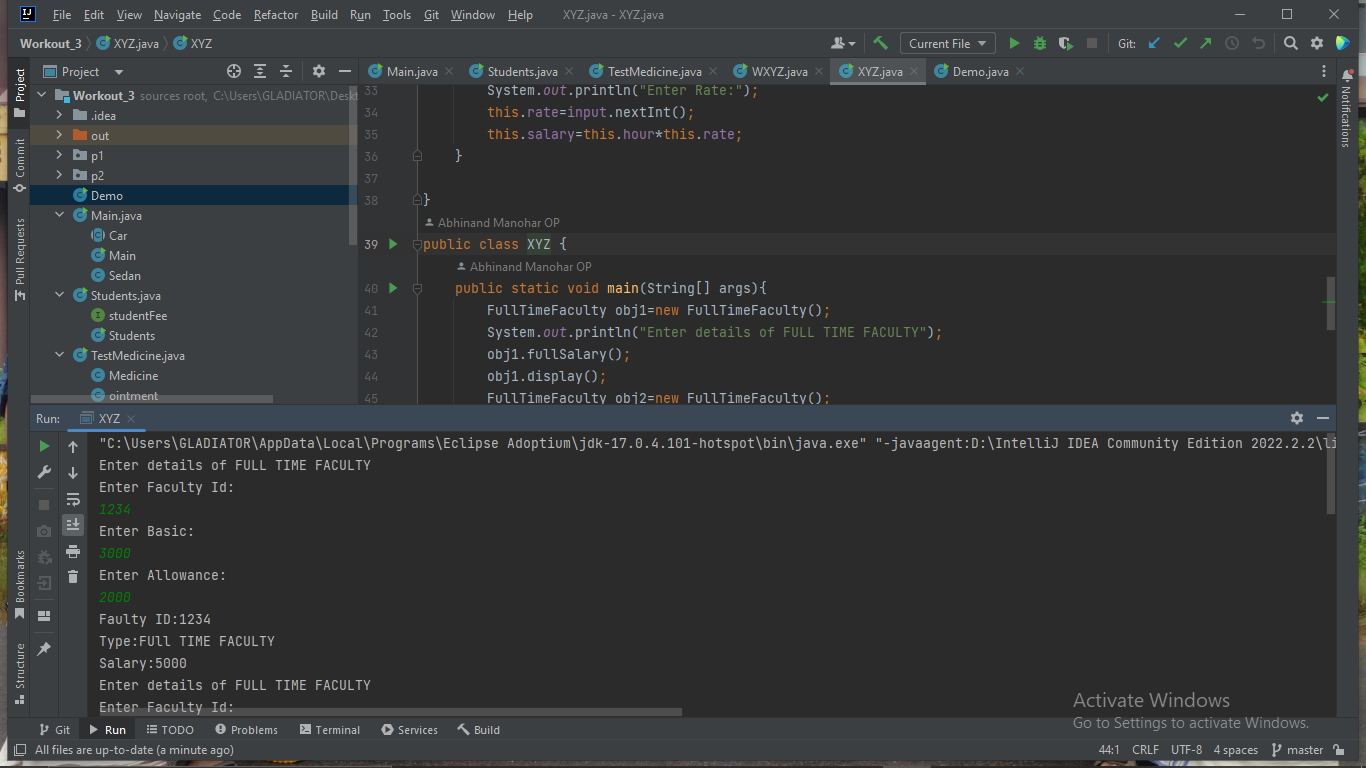 File Edit View Navigate Code Refactor Build Run Tools Git Window Help XYZ.java - XYZ.java
Workout_3 XYZ.java XYZ Current File Git:
Project
Main.java Students.java TestMedicine.java WXYZ.java XYZ.java Demo.java
Workout_3 sources root, C:\Users\GLADIATOR\Deskt
.idea
out
p1
p2
Demo
Main.java
Car
Main
Sedan
Students.java
studentFee
Students
TestMedicine.java
Medicine
ointment
33 System.out.println("Enter Rate:");
34 this.rate=input.nextInt();
35 this.salary=this.hour*this.rate;
36 }
37
38 }
Abhinand Manohar OP
39 public class XYZ {
Abhinand Manohar OP
40 public static void main(String[] args){
41 FullTimeFaculty obj1=new FullTimeFaculty();
42 System.out.println("Enter details of FULL TIME FACULTY");
43 obj1.fullSalary();
44 obj1.display();
45 FullTimeFaculty obj2=new FullTimeFaculty();
Project
Commit
Pull Requests
Bookmarks
Structure
Notifications
Run: XYZ
"C:\Users\GLADIATOR\AppData\Local\Programs\Eclipse Adoptium\jdk-17.0.4.101-hotspot\bin\java.exe" "-javaagent:D:\IntelliJ IDEA Community Edition 2022.2.2\li
Enter details of FULL TIME FACULTY
Enter Faculty Id:
1234
Enter Basic:
3000
Enter Allowance:
2000
Faulty ID:1234
Type:FUll TIME FACULTY
Salary:5000
Enter details of FULL TIME FACULTY
Enter Faculty Id:
Activate Windows
Go to Settings to activate Windows.
Git Run TODO Problems Terminal Services Build
All files are up-to-date (a minute ago) 44:1 CRLF UTF-8 4 spaces master